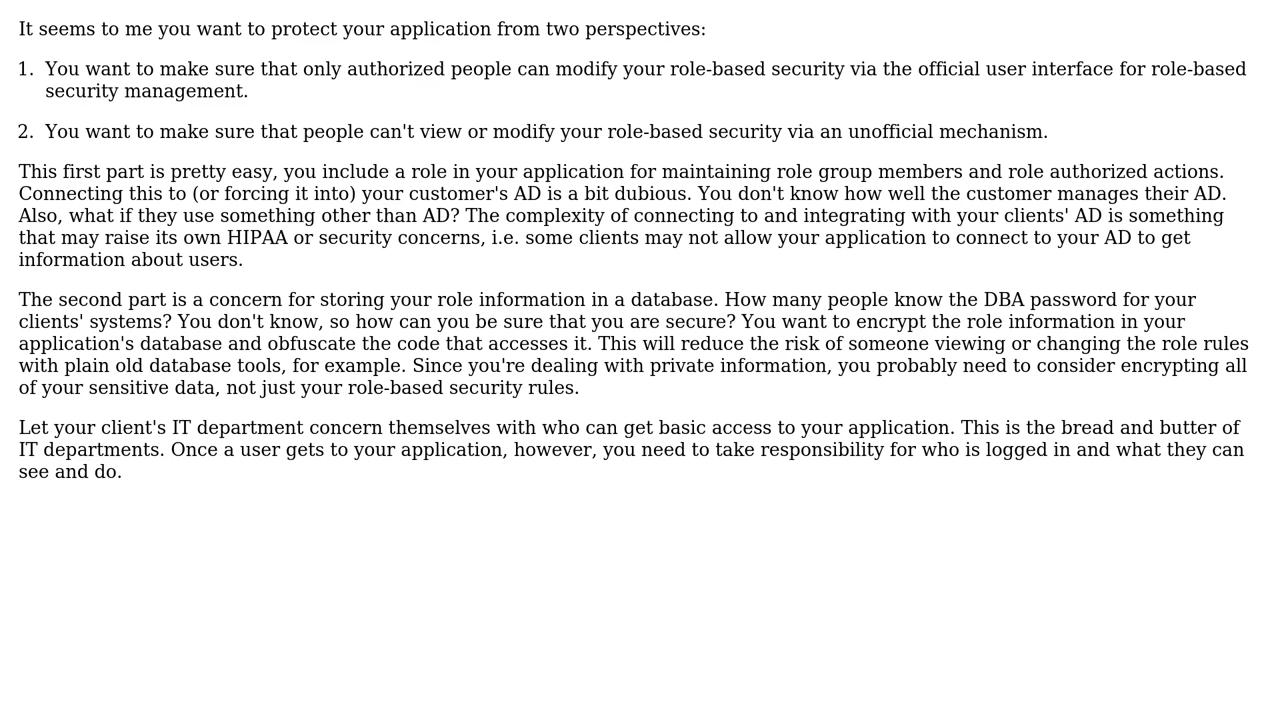 It seems to me you want to protect your application from two perspectives:
1. You want to make sure that only authorized people can modify your role-based security via the official user interface for role-based
security management.
2. You want to make sure that people can't view or modify your role-based security via an unofficial mechanism.
This first part is pretty easy, you include a role in your application for maintaining role group members and role authorized actions.
Connecting this to (or forcing it into) your customer's AD is a bit dubious. You don't know how well the customer manages their AD.
Also, what if they use something other than AD? The complexity of connecting to and integrating with your clients' AD is something
that may raise its own HIPAA or security concerns, i.e. some clients may not allow your application to connect to your AD to get
information about users.
The second part is a concern for storing your role information in a database. How many people know the DBA password for your
clients' systems? You don't know, so how can you be sure that you are secure? You want to encrypt the role information in your
application's database and obfuscate the code that accesses it. This will reduce the risk of someone viewing or changing the role rules
with plain old database tools, for example. Since you're dealing with private information, you probably need to consider encrypting all
of your sensitive data, not just your role-based security rules.
Let your client's IT department concern themselves with who can get basic access to your application. This is the bread and butter of
IT departments. Once a user gets to your application, however, you need to take responsibility for who is logged in and what they can
see and do.